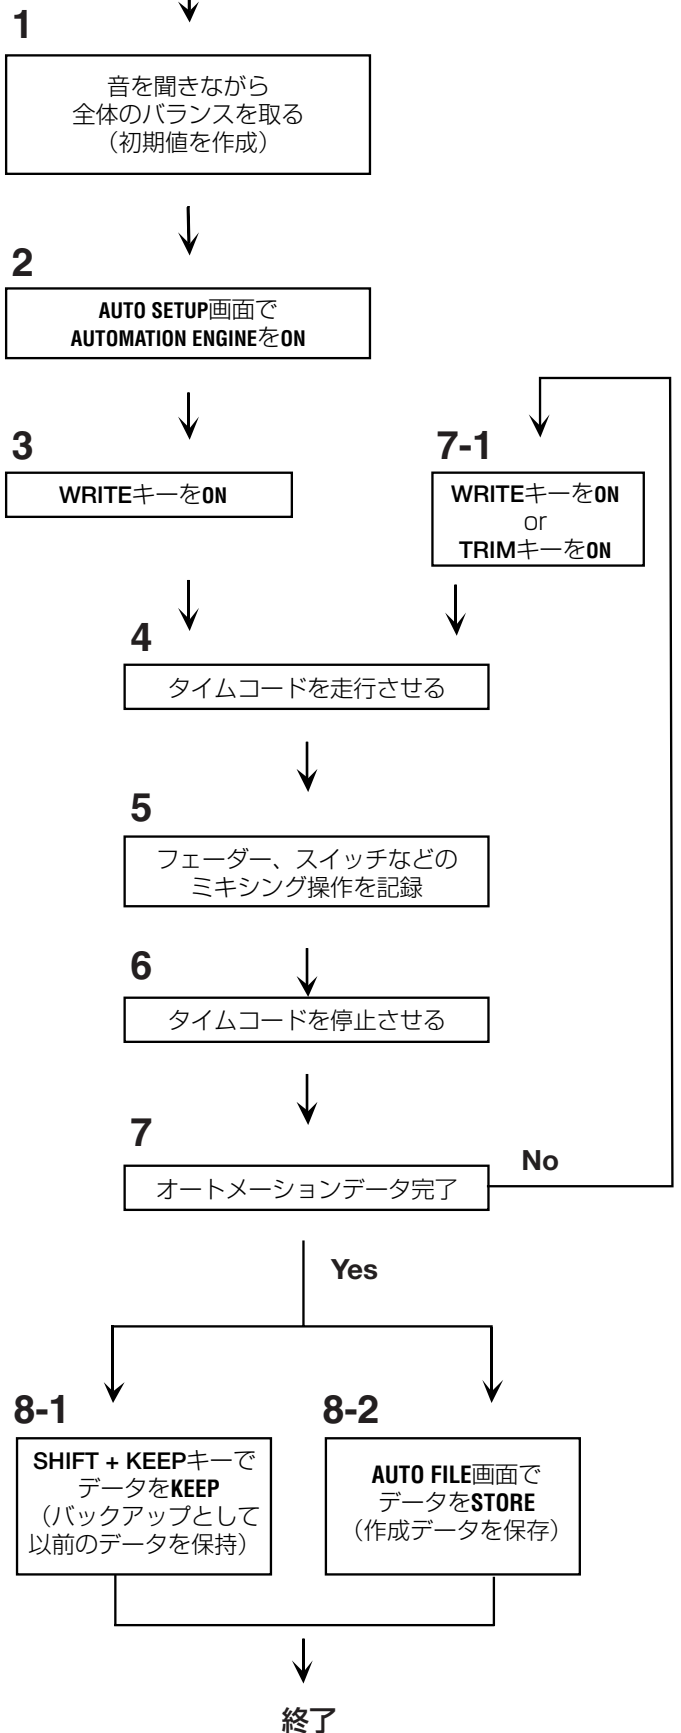 1
音を聞きながら
全体のバランスを取る
（初期値を作成）
2
AUTO SETUP画面で
AUTOMATION ENGINEをON
3
WRITEキーをON
7-1
WRITEキーをON
or
TRIMキーをON
4
タイムコードを走行させる
5
フェーダー、スイッチなどの
ミキシング操作を記録
6
タイムコードを停止させる
7
オートメーションデータ完了
No
Yes
8-1
SHIFT + KEEPキーで
データをKEEP
（バックアップとして
以前のデータを保持）
8-2
AUTO FILE画面で
データをSTORE
（作成データを保存）
終了